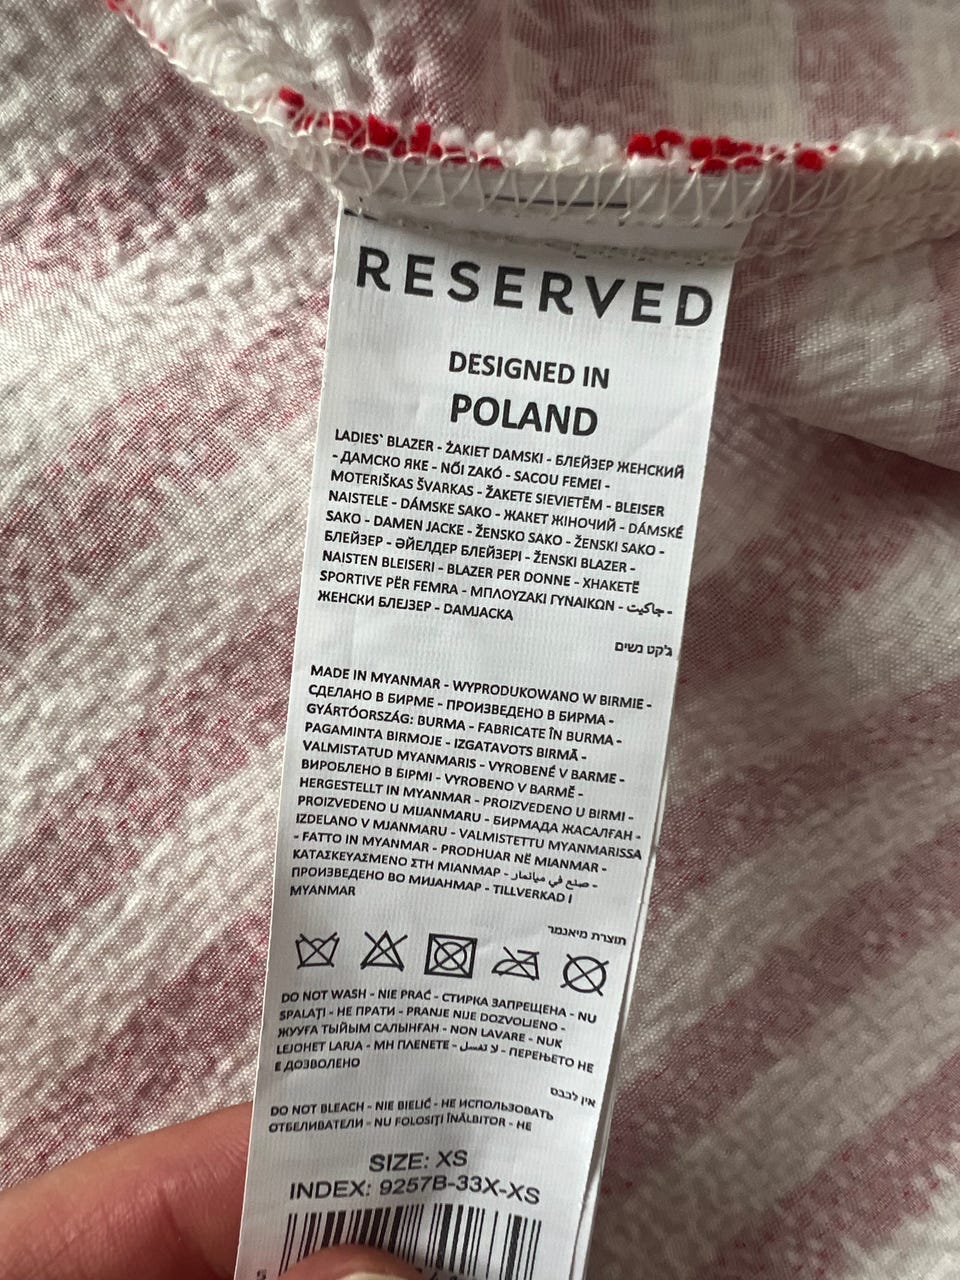 RESERVED
DESIGNED IN
POLAND
LADIES` BLAZER - ŻAKIET DAMSKI - БЛЕЙЗЕР ЖЕНСКИЙ
- ДАМСКО ЯКЕ - NŐI ZAKÓ - SACOU FEMEI -
MOTERIŠKAS ŠVARKAS - ŽAKETE SIEVIETĒM - BLEISER
NAISTELE - DÁMSKE SAKO - ЖАКЕТ ЖІНОЧИЙ - DÁMSKÉ
SAKO - DAMEN JACKE - ŽENSKO SAKO - ŽENSKI SAKO -
БЛЕЙЗЕР - ӘЙЕЛДЕР БЛЕЙЗЕРІ - ŽENSKI BLAZER -
NAISTEN BLEISERI - BLAZER PER DONNE - XHAKETË
SPORTIVE PËR FEMRA - ΜΠΛΟΥΖΑΚΙ ΓΥΝΑΙΚΩΝ - جاكيت -
ЖЕНСКИ БЛЕЈЗЕР - DAMJACKA
ג'קט נשים
MADE IN MYANMAR - WYPRODUKOWANO W BIRMIE -
СДЕЛАНО В БИРМЕ - ПРОИЗВЕДЕНО В БИРМА -
GYÁRTÓORSZÁG: BURMA - FABRICATE ÎN BURMA -
PAGAMINTA BIRMOJE - IZGATAVOTS BIRMĀ -
VALMISTATUD MYANMARIS - VYROBENÉ V BARME -
ВИРОБЛЕНО В БІРМІ - VYROBENO V BARMĚ -
HERGESTELLT IN MYANMAR - PROIZVEDENO U BIRMI -
PROIZVEDENO U MIJANMARU - БИРМАДА ЖАСАЛҒАН -
IZDELANO V MJANMARU - VALMISTETTU MYANMARISSA
- FATTO IN MYANMAR - PRODHUAR NË MIANMAR -
ΚΑΤΑΣΚΕΥΑΣΜΕΝΟ ΣΤΗ ΜΙΑΝΜΑΡ - صنع في ميانمار -
ПРОИЗВЕДЕНО ВО МИЈАНМАР - TILLVERKAD I
MYANMAR
תוצרת מיאנמר
DO NOT WASH - NIE PRAĆ - СТИРКА ЗАПРЕЩЕНА - NU
SPALAȚI - НЕ ПРАТИ - PRANJE NIJE DOZVOLJENO -
ЖУУҒА ТЫЙЫМ САЛЫНҒАН - NON LAVARE - NUK
LEJOHET LARJA - ΜΗ ΠΛΕΝΕΤΕ - لا تغسل - ПЕРЕЊЕТО НЕ
Е ДОЗВОЛЕНО
אין לכבס
DO NOT BLEACH - NIE BIELIĆ - НЕ ИСПОЛЬЗОВАТЬ
ОТБЕЛИВАТЕЛИ - NU FOLOSIȚI ÎNĂLBITOR - НЕ
SIZE: XS
INDEX: 9257B-33X-XS